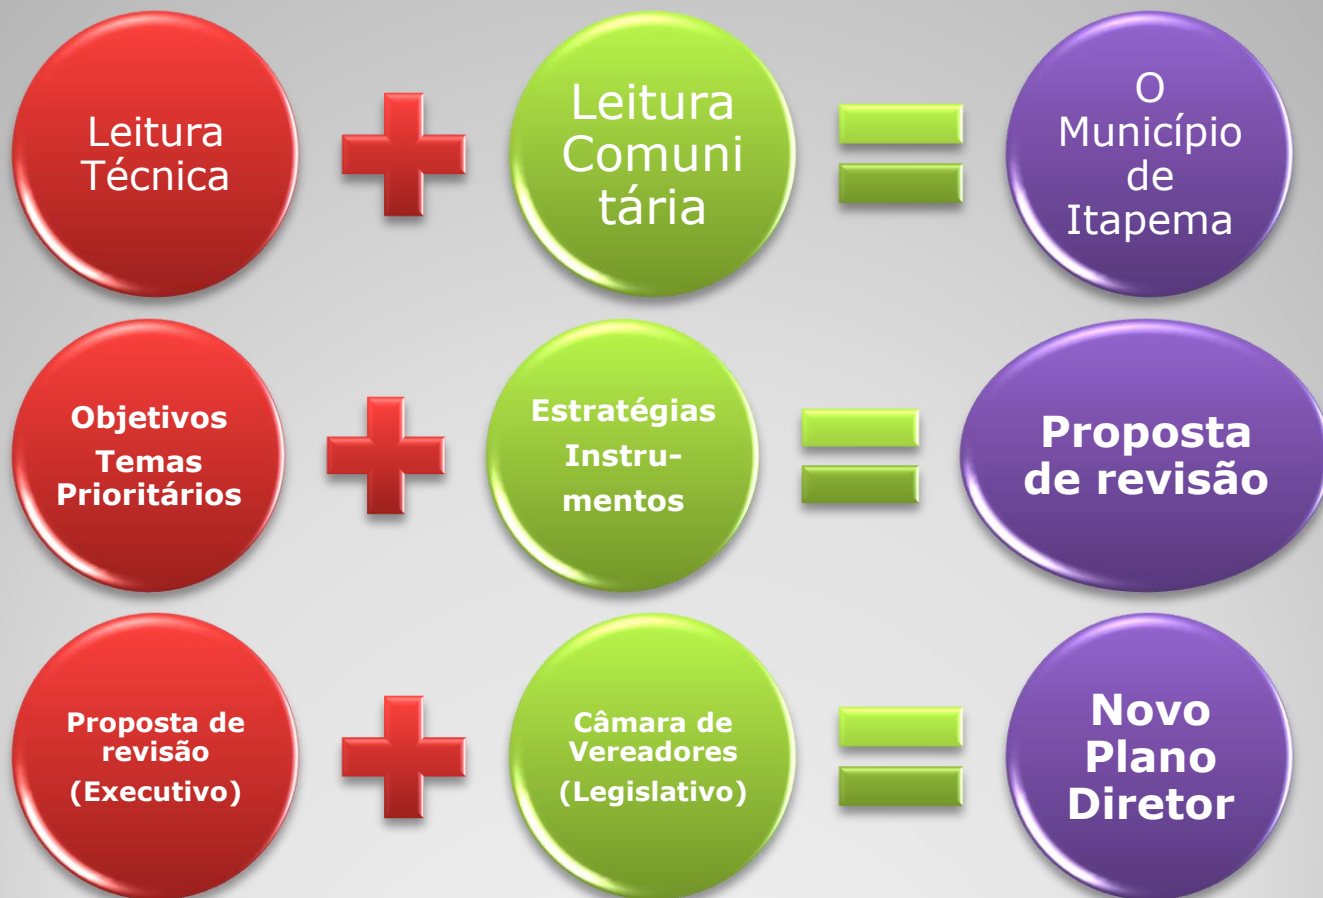 Leitura
Técnica
Leitura
Comuni
tária
O
Município
de
Itapema
Objetivos
Temas
Prioritários
Estratégias
Instru-
mentos
Proposta
de revisão
Proposta de
revisão
(Executivo)
Câmara de
Vereadores
(Legislativo)
Novo
Plano
Diretor